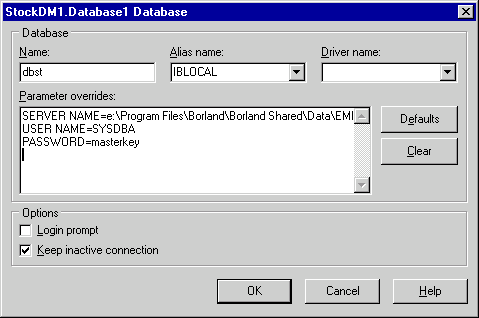 StockDM1.Database1 Database
Database
Name: Alias name: Driver name:
dbst IBLOCAL
Parameter overrides:
SERVER NAME=e:\Program Files\Borland\Borland Shared\Data\EM
USER NAME=SYSDBA
PASSWORD=masterkey
Defaults
Clear
Options
Login prompt
Keep inactive connection
OK Cancel Help